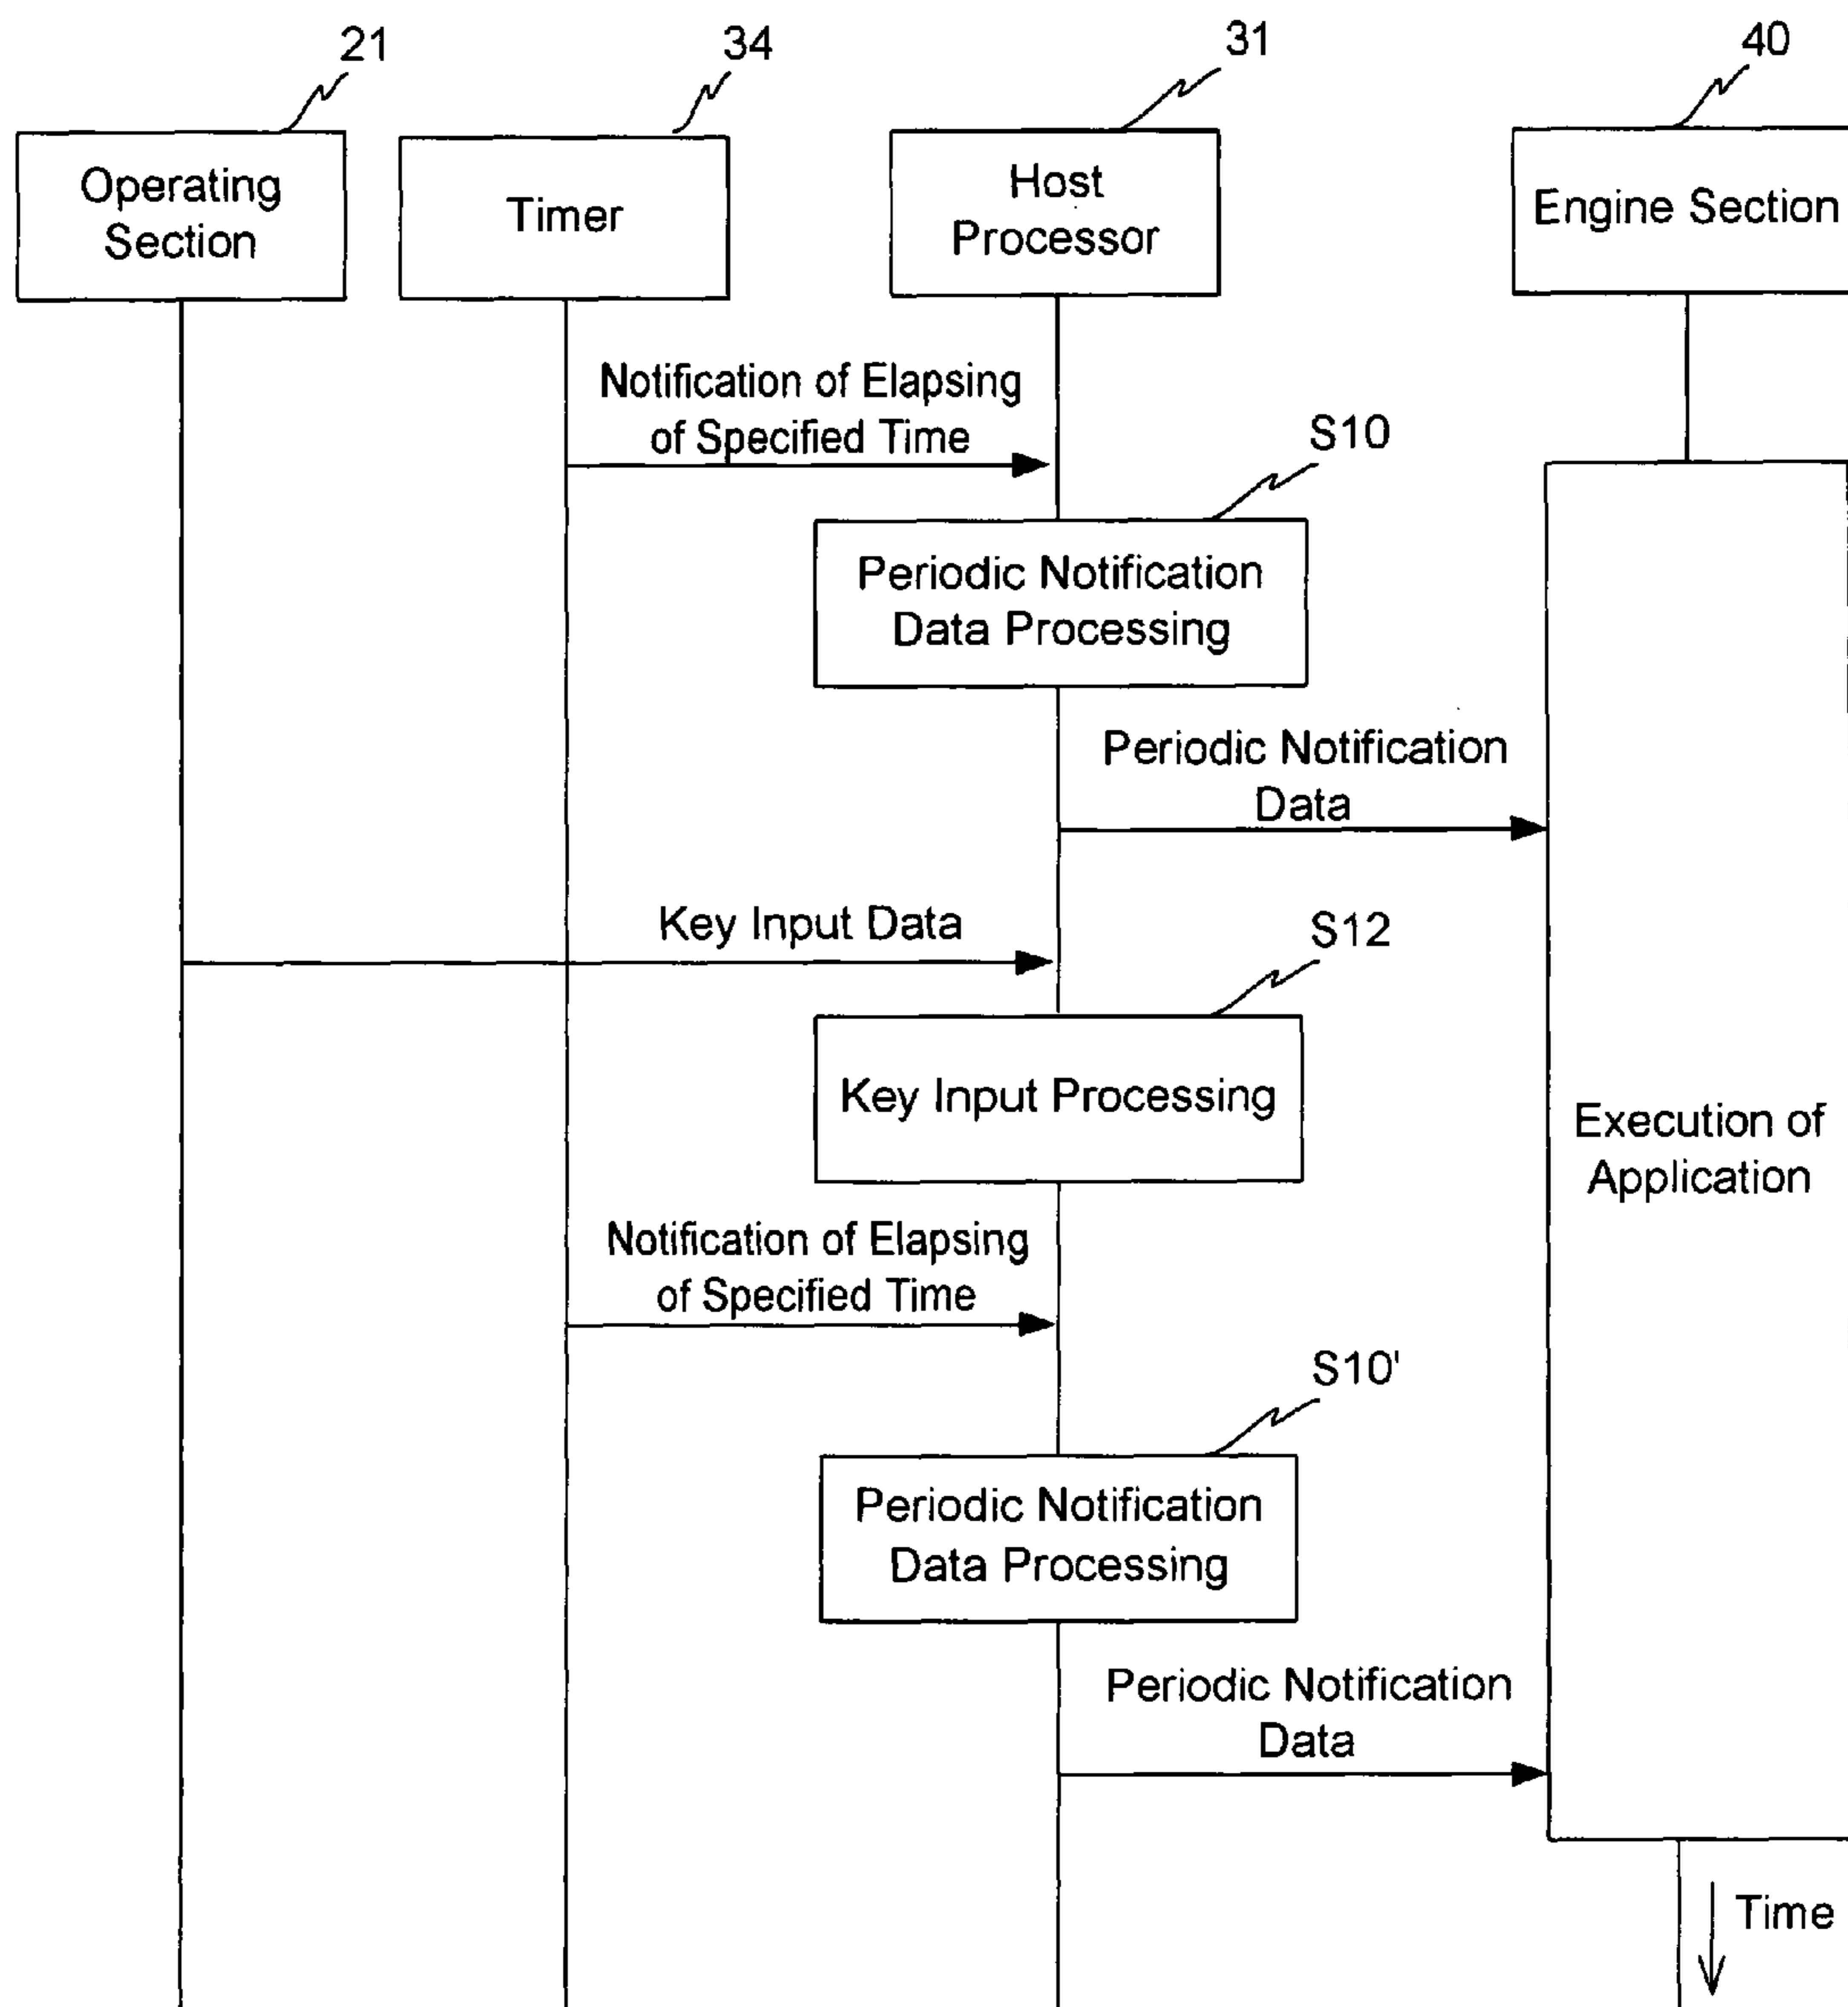 21
34
31
40
Operating
Section
Timer
Host
Processor
Engine Section
Notification of Elapsing
of Specified Time
S10
Periodic Notification
Data Processing
Periodic Notification
Data
Key Input Data
S12
Key Input Processing
Execution of
Application
Notification of Elapsing
of Specified Time
S10'
Periodic Notification
Data Processing
Periodic Notification
Data
Time